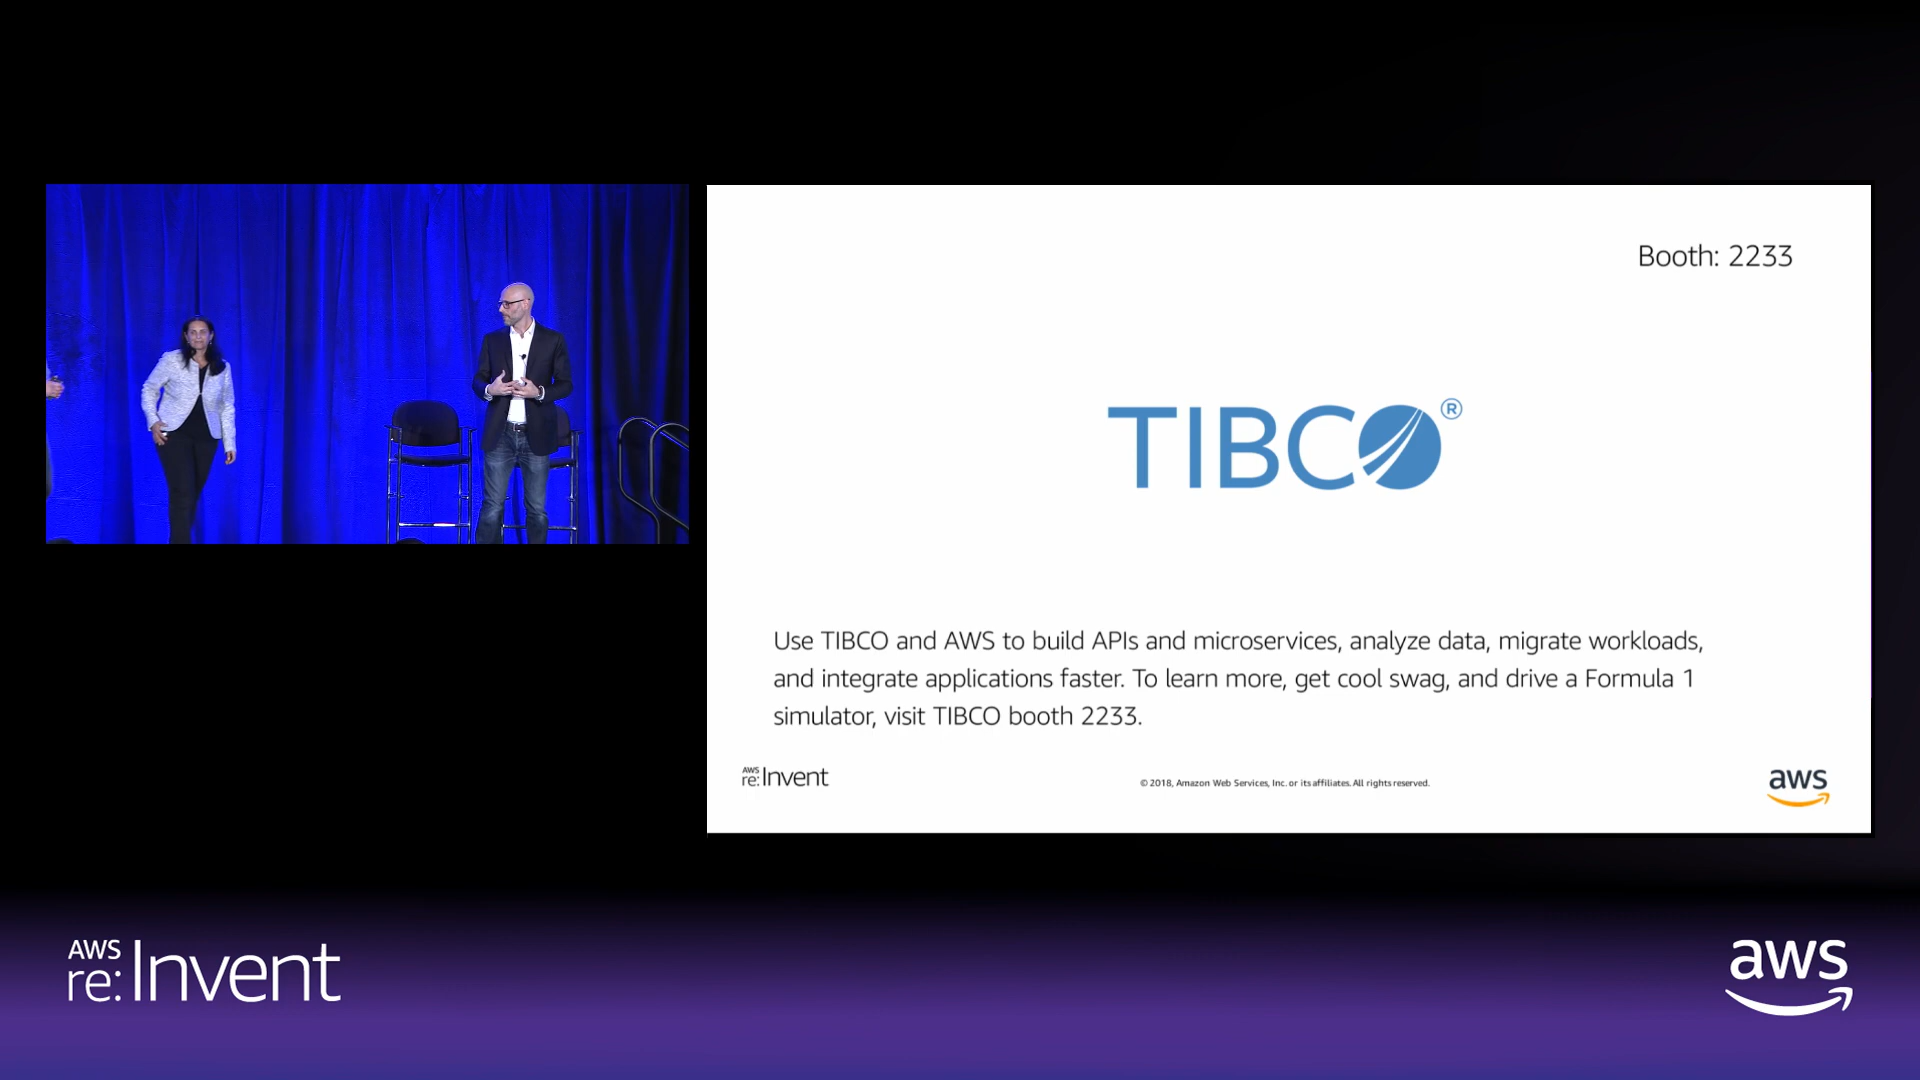 Booth: 2233
TIBCO®
Use TIBCO and AWS to build APIs and microservices, analyze data, migrate workloads,
and integrate applications faster. To learn more, get cool swag, and drive a Formula 1
simulator, visit TIBCO booth 2233.
AWS
re:Invent
© 2018, Amazon Web Services, Inc. or its affiliates. All rights reserved.
aws
AWS
re:Invent
aws